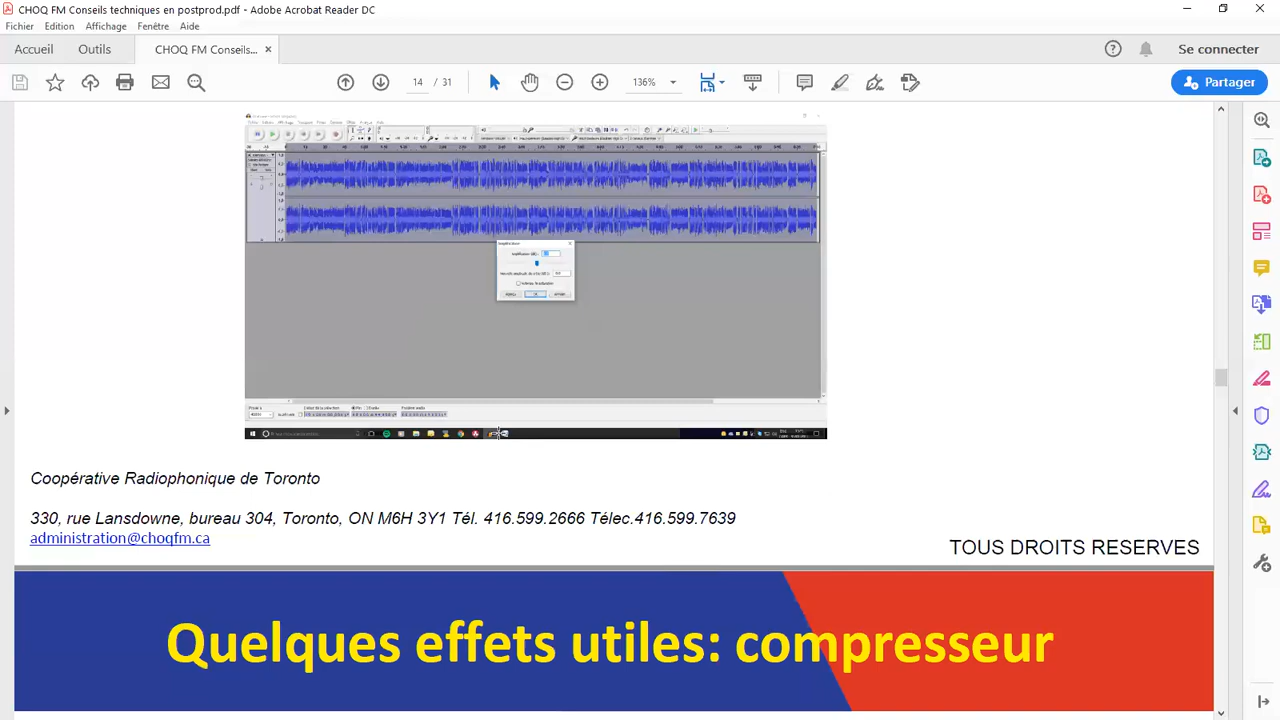 CHOQ FM Conseils techniques en postprod.pdf - Adobe Acrobat Reader DC
Fichier Edition Affichage Fenêtre Aide
Accueil Outils CHOQ FM Conseils... × Se connecter
14 / 31 136% Partager
Coopérative Radiophonique de Toronto
330, rue Lansdowne, bureau 304, Toronto, ON M6H 3Y1 Tél. 416.599.2666 Télec.416.599.7639
administration@choqfm.ca
TOUS DROITS RESERVES
Quelques effets utiles: compresseur